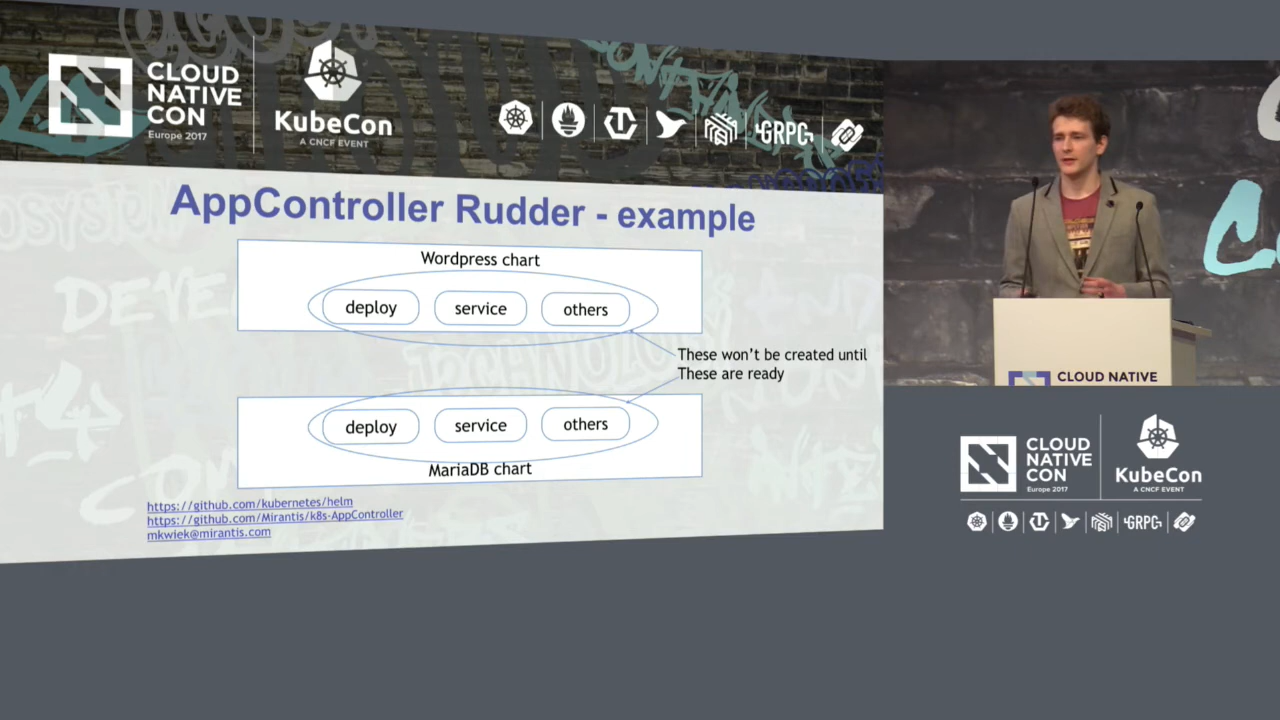 CLOUD
NATIVE
CON
Europe 2017
KubeCon
A CNCF EVENT
GRPC
AppController Rudder - example
Wordpress chart
deploy
service
others
These won't be created until
These are ready
deploy
service
others
MariaDB chart
https://github.com/kubernetes/helm
https://github.com/Mirantis/k8s-AppController
mkwiek@mirantis.com
CLOUD NATIVE
CLOUD
NATIVE
CON
Europe 2017
KubeCon
A CNCF EVENT
GRPC